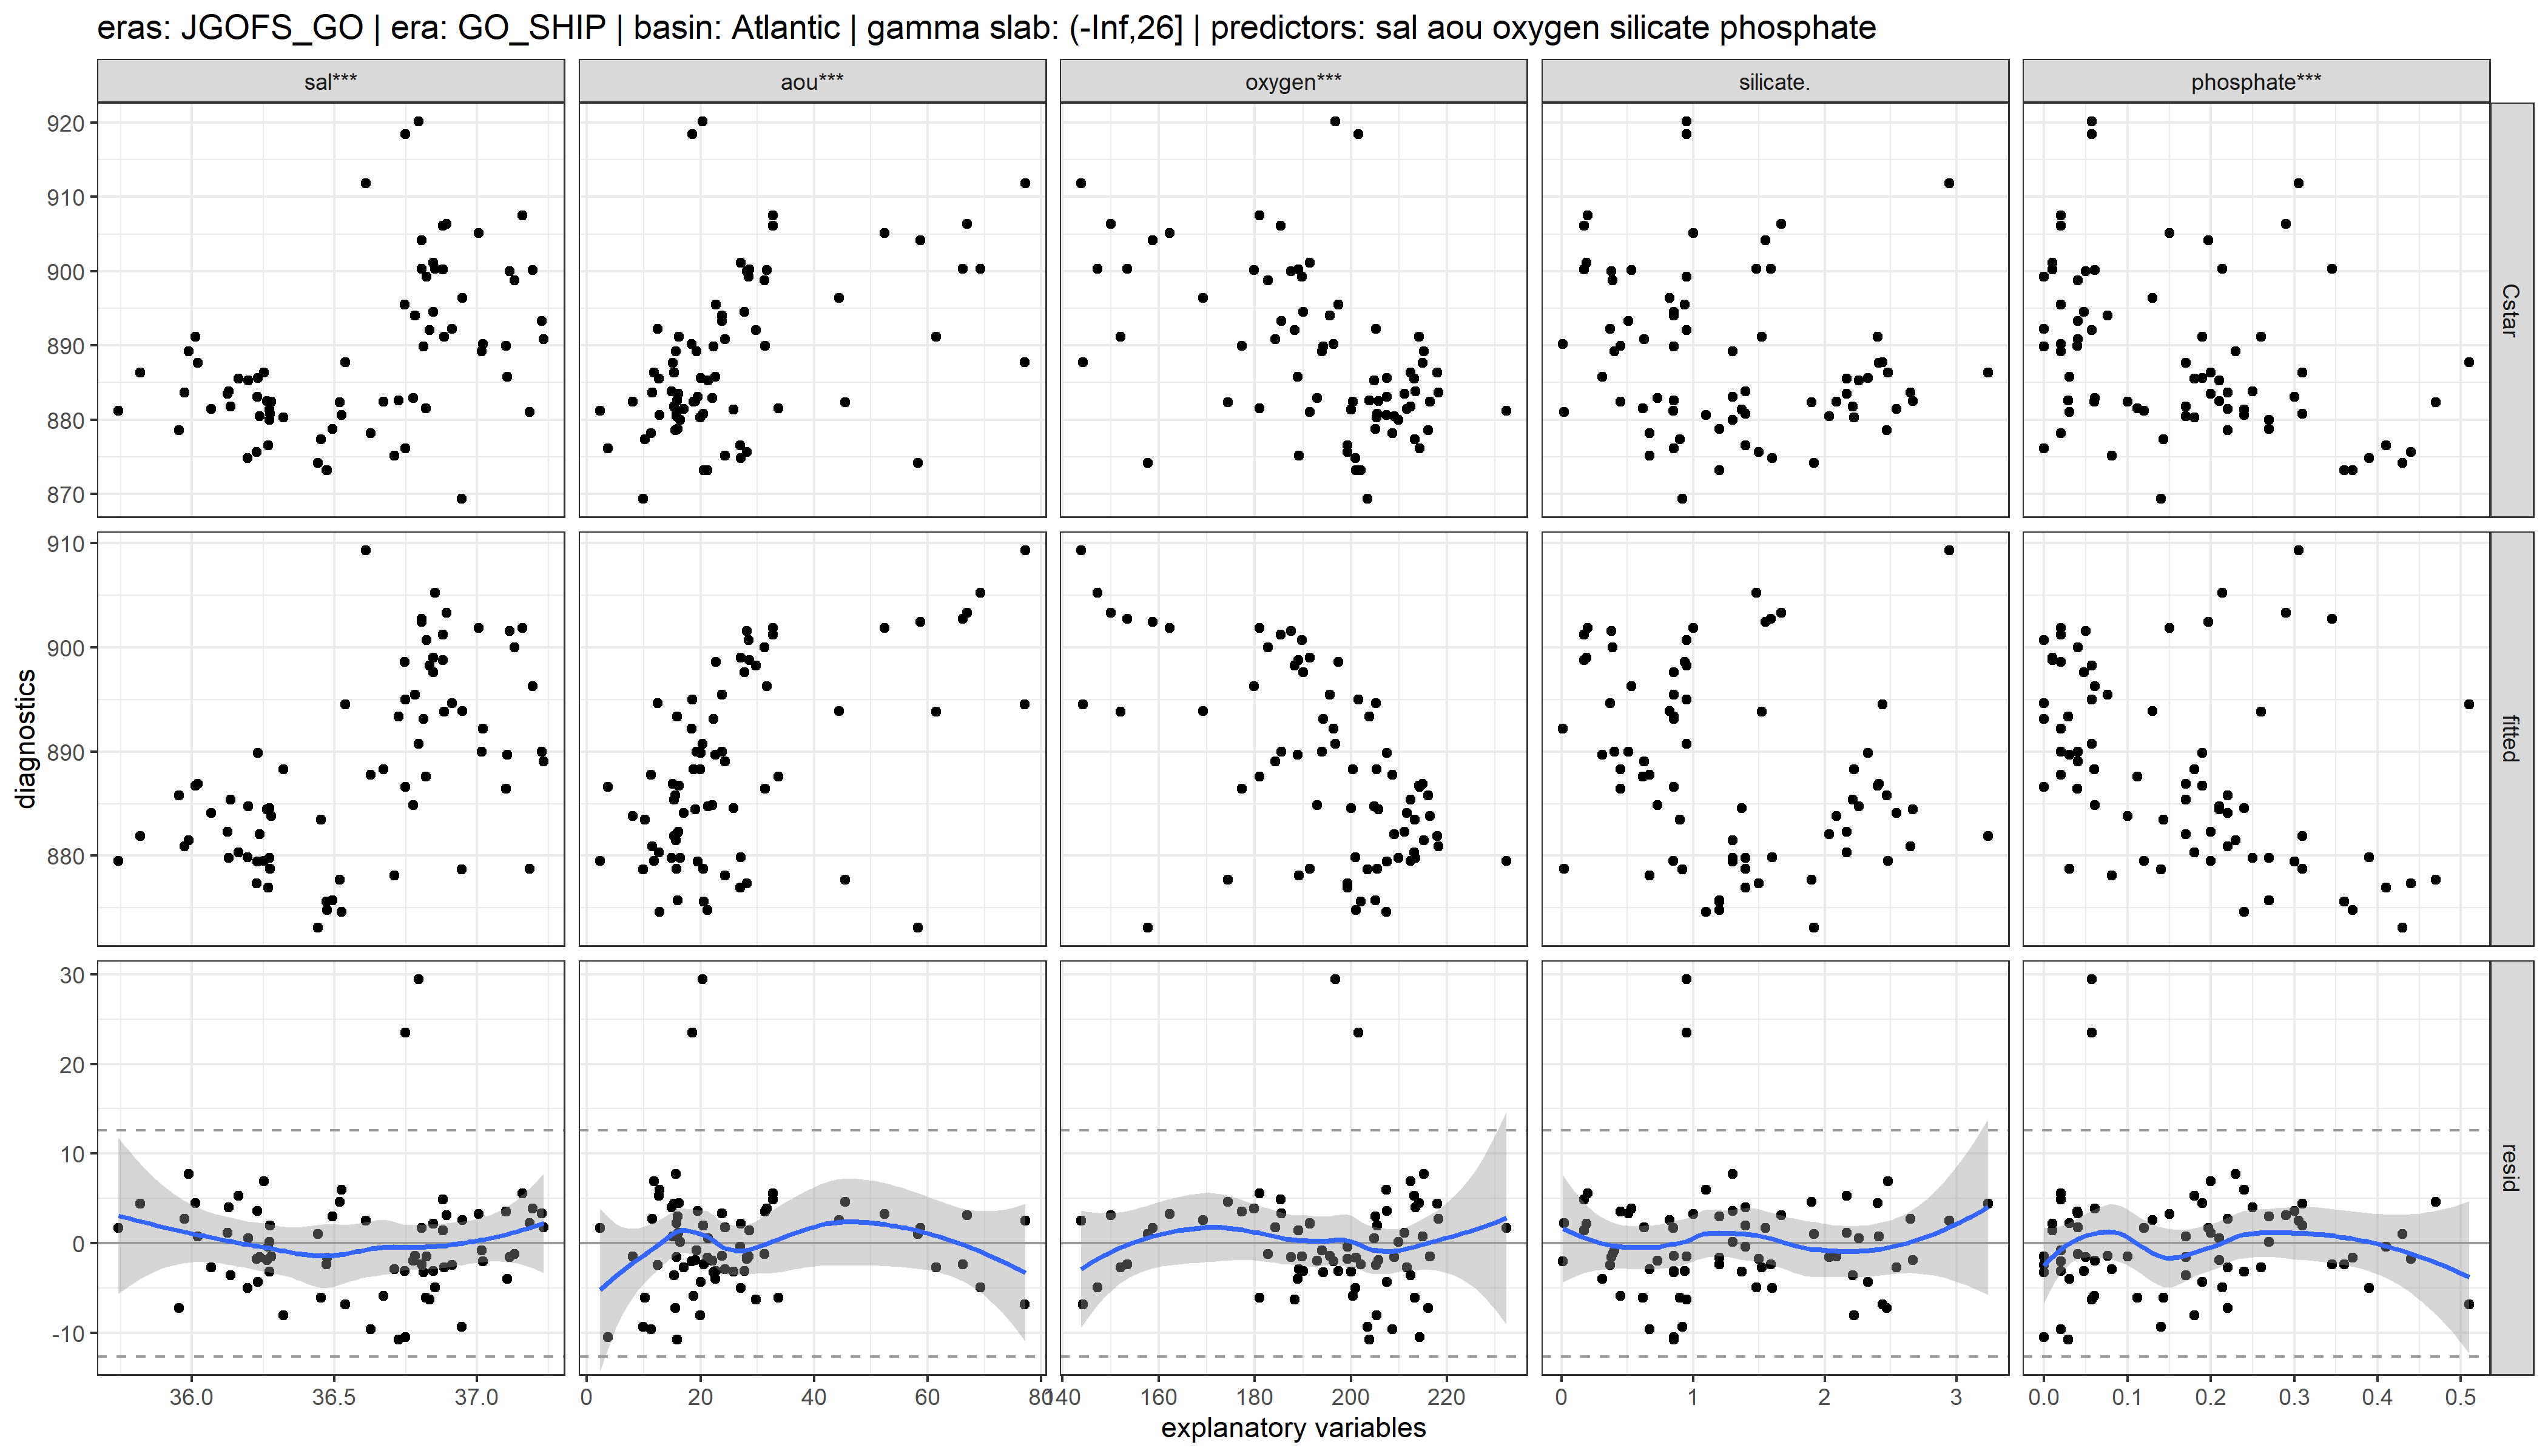 eras: JGOFS_GO | era: GO_SHIP | basin: Atlantic | gamma slab: (-Inf,26] | predictors: sal aou oxygen silicate phosphate
sal*** aou*** oxygen*** silicate. phosphate***
920
910
900
890
880
870
Cstar
910
900
890
880
fitted
30
20
10
0
-10
resid
diagnostics
36.0 36.5 37.0 0 20 40 60 80 140 160 180 200 220 0 1 2 3 0.0 0.1 0.2 0.3 0.4 0.5
explanatory variables